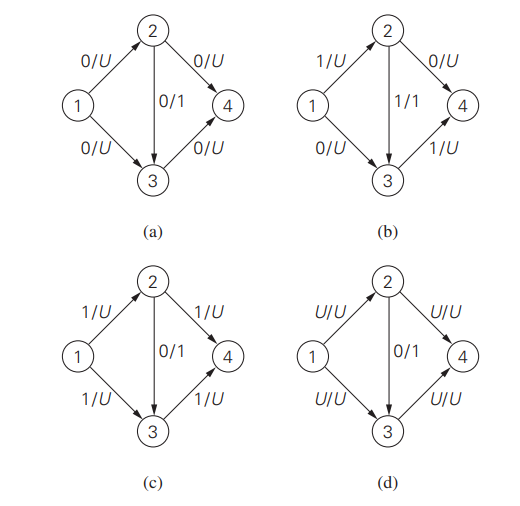 2
0/U 0/U
1 0/1 4
0/U 0/U
3
(a)
2
1/U 0/U
1 1/1 4
0/U 1/U
3
(b)
2
1/U 1/U
1 0/1 4
1/U 1/U
3
(c)
2
U/U U/U
1 0/1 4
U/U U/U
3
(d)